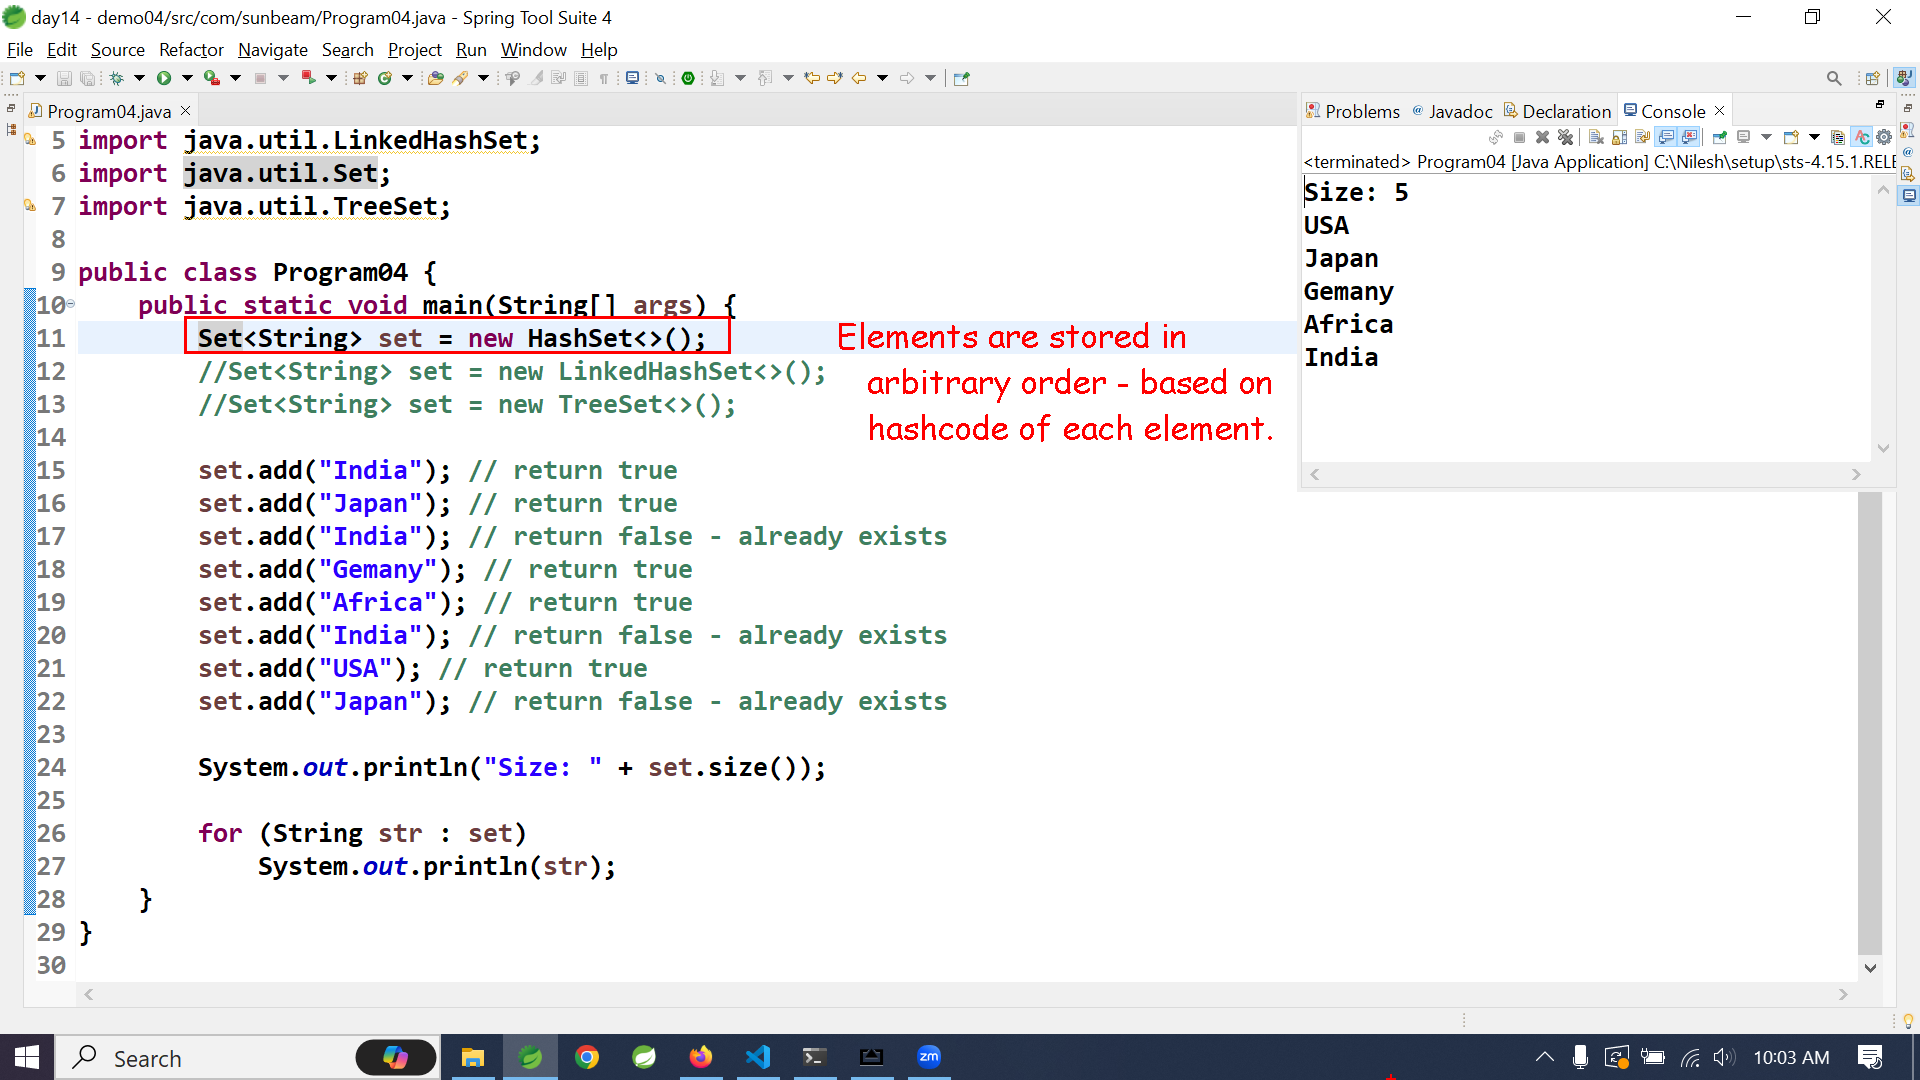 day14 - demo04/src/com/sunbeam/Program04.java - Spring Tool Suite 4
File Edit Source Refactor Navigate Search Project Run Window Help
Program04.java
5 import java.util.LinkedHashSet;
6 import java.util.Set;
7 import java.util.TreeSet;
8
9 public class Program04 {
10 public static void main(String[] args) {
11 Set<String> set = new HashSet<>();
12 //Set<String> set = new LinkedHashSet<>();
13 //Set<String> set = new TreeSet<>();
14
15 set.add("India"); // return true
16 set.add("Japan"); // return true
17 set.add("India"); // return false - already exists
18 set.add("Gemany"); // return true
19 set.add("Africa"); // return true
20 set.add("India"); // return false - already exists
21 set.add("USA"); // return true
22 set.add("Japan"); // return false - already exists
23
24 System.out.println("Size: " + set.size());
25
26 for (String str : set)
27 System.out.println(str);
28 }
29 }
30
Elements are stored in
arbitrary order - based on
hashcode of each element.
Problems @ Javadoc Declaration Console
<terminated> Program04 [Java Application] C:\Nilesh\setup\sts-4.15.1.RELE
Size: 5
USA
Japan
Gemany
Africa
India
Search
zm
10:03 AM